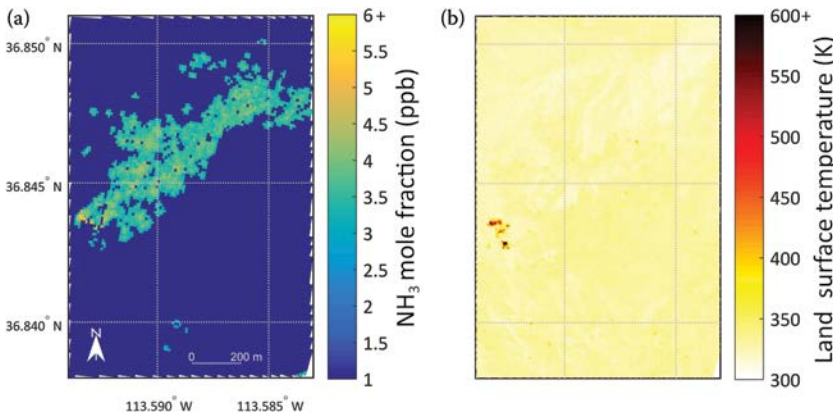 (a)
36.850° N
36.845° N
36.840° N
N
0 200 m
113.590° W
113.585° W
6+
5.5
5
4.5
4
3.5
3
2.5
2
1.5
1
NH₃ mole fraction (ppb)
(b)
600+
550
500
450
400
350
300
Land surface temperature (K)